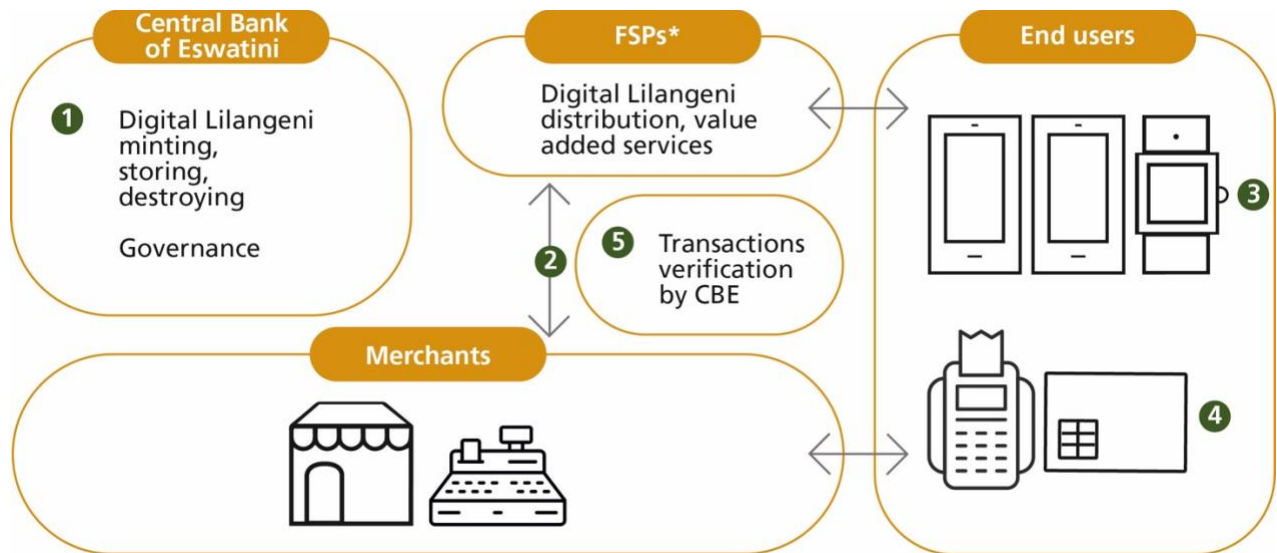 Central Bank
of Eswatini
1
Digital Lilangeni
minting,
storing,
destroying
Governance
FSPs*
Digital Lilangeni
distribution, value
added services
2
5
Transactions
verification
by CBE
End users
3
4
Merchants